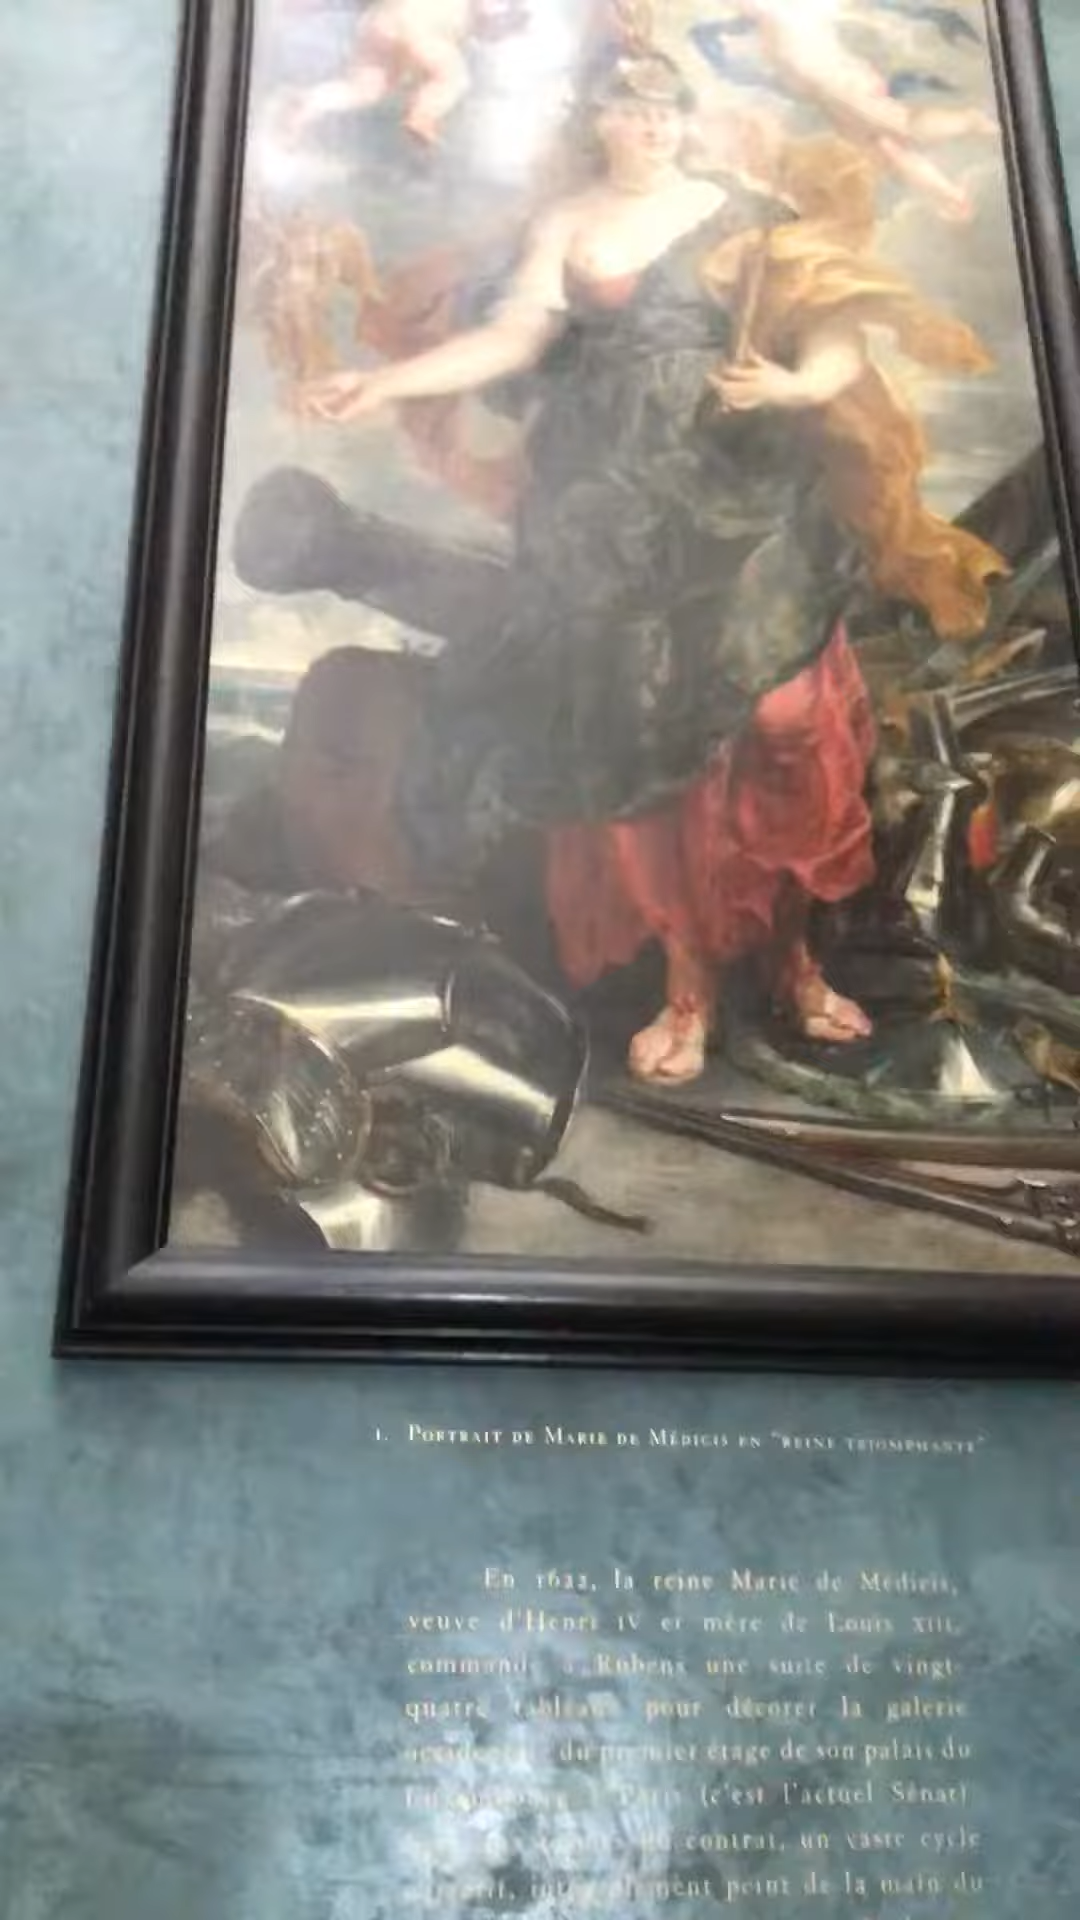 1. PORTRAIT DE MARIE DE MÉDICIS EN "REINE TRIOMPHANTE"
En 1622, la reine Marie de Médicis,
veuve d'Henri IV et mère de Louis XIII,
commande à Rubens une suite de vingt-
quatre tableaux pour décorer la galerie
du premier étage de son palais du
Paris (c'est l'actuel Sénat)
contrat, un vaste cycle
peint de la main du